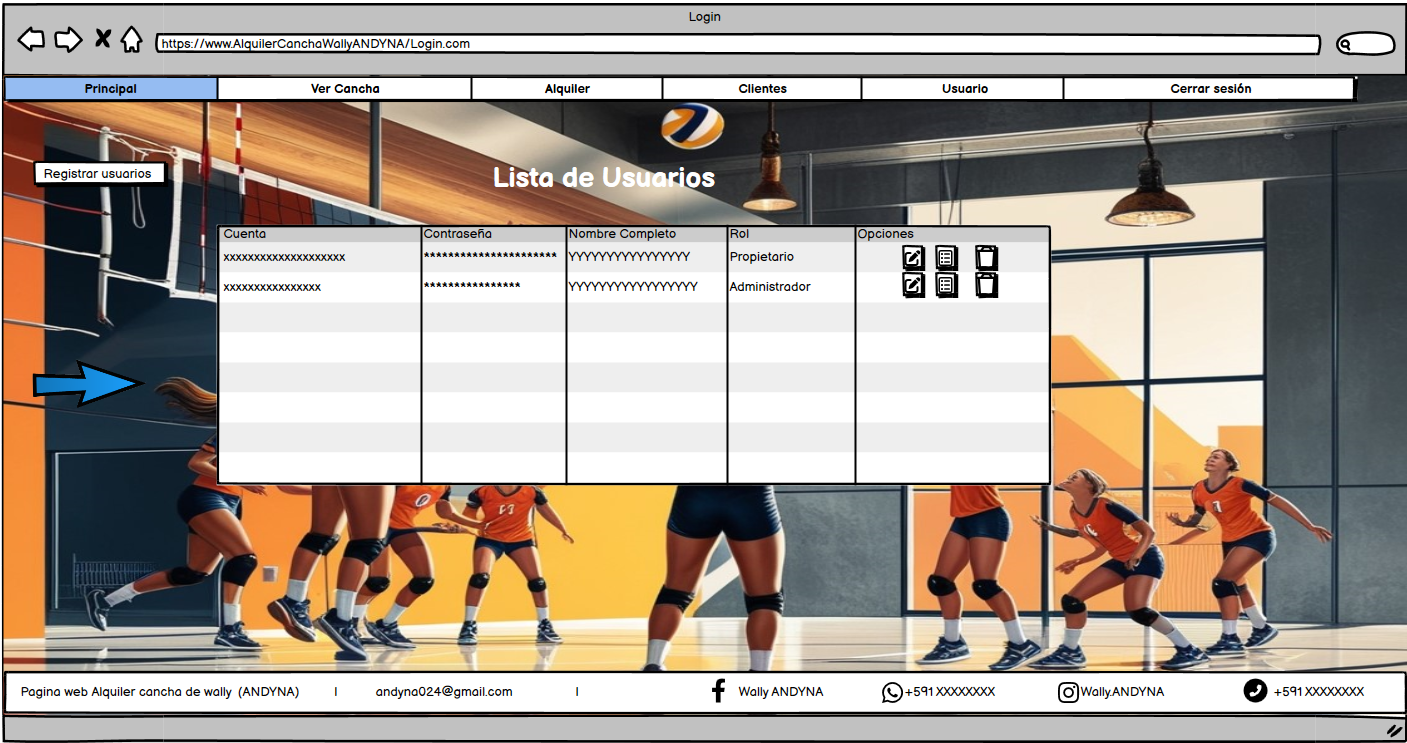 Login
https://www.AlquilerCanchaWallyANDYNA/Login.com
Principal Ver Cancha Alquiler Clientes Usuario Cerrar sesión
Registrar usuarios
Lista de Usuarios
Cuenta Contraseña Nombre Completo Rol Opciones
xxxxxxxxxxxxxxxxxxxx ********************** YYYYYYYYYYYYYYYY Propietario
xxxxxxxxxxxxxxxx **************** YYYYYYYYYYYYYYYYY Administrador
Pagina web Alquiler cancha de wally (ANDYNA) | andyna024@gmail.com | Wally ANDYNA +591 XXXXXXXX Wally.ANDYNA +591 XXXXXXXX